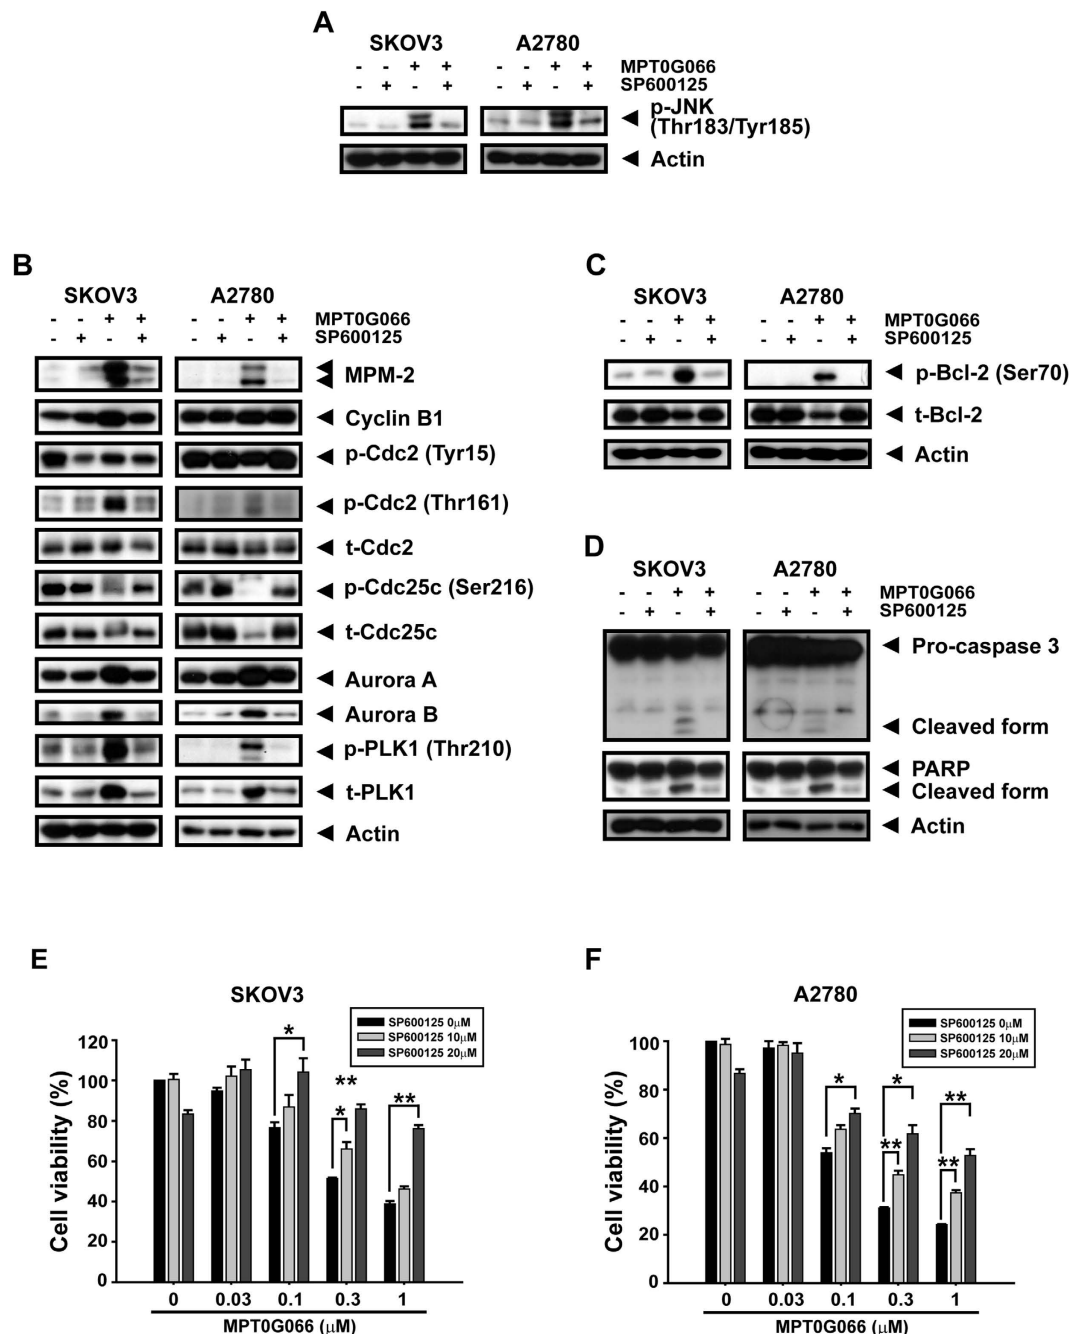 A
SKOV3 A2780
- - + + - - + + MPT0G066
- + - + - + - + SP600125
p-JNK
(Thr183/Tyr185)
Actin
B
SKOV3 A2780
- - + + - - + + MPT0G066
- + - + - + - + SP600125
MPM-2
Cyclin B1
p-Cdc2 (Tyr15)
p-Cdc2 (Thr161)
t-Cdc2
p-Cdc25c (Ser216)
t-Cdc25c
Aurora A
Aurora B
p-PLK1 (Thr210)
t-PLK1
Actin
C
SKOV3 A2780
- - + + - - + + MPT0G066
- + - + - + - + SP600125
p-Bcl-2 (Ser70)
t-Bcl-2
Actin
D
SKOV3 A2780
- - + + - - + + MPT0G066
- + - + - + - + SP600125
Pro-caspase 3
Cleaved form
PARP
Cleaved form
Actin
E
SKOV3
SP600125 0μM
SP600125 10μM
SP600125 20μM
Cell viability (%)
120
100
80
60
40
20
0
* ** * **
0 0.03 0.1 0.3 1
MPT0G066 (μM)
F
A2780
SP600125 0μM
SP600125 10μM
SP600125 20μM
Cell viability (%)
100
80
60
40
20
0
* * ** ** **
0 0.03 0.1 0.3 1
MPT0G066 (μM)